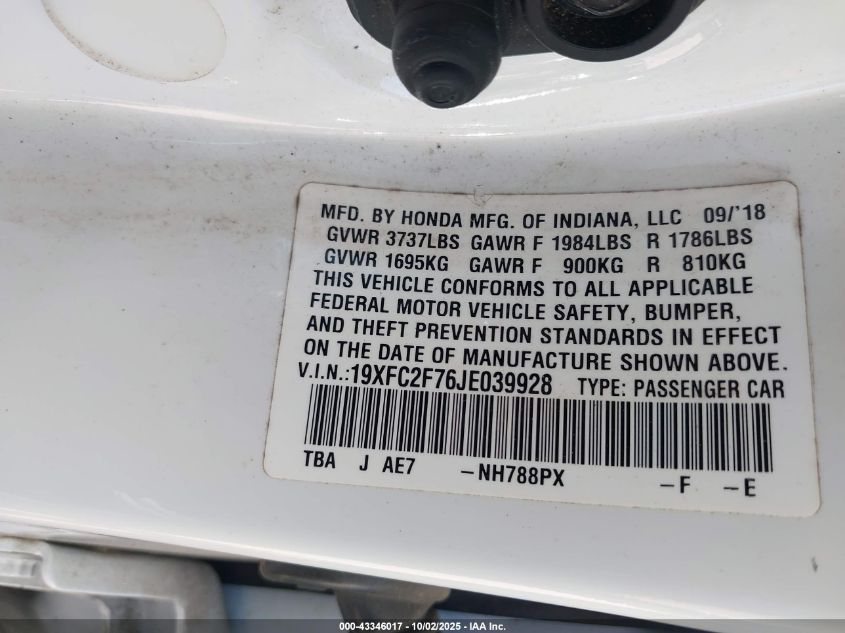 MFD. BY HONDA MFG. OF INDIANA, LLC 09/'18
GVWR 3737LBS GAWR F 1984LBS R 1786LBS
GVWR 1695KG GAWR F 900KG R 810KG
THIS VEHICLE CONFORMS TO ALL APPLICABLE
FEDERAL MOTOR VEHICLE SAFETY, BUMPER,
AND THEFT PREVENTION STANDARDS IN EFFECT
ON THE DATE OF MANUFACTURE SHOWN ABOVE.
V.I.N.:19XFC2F76JE039928 TYPE: PASSENGER CAR
TBA J AE7 -NH788PX -F -E
000-43346017 - 10/02/2025 - IAA Inc.